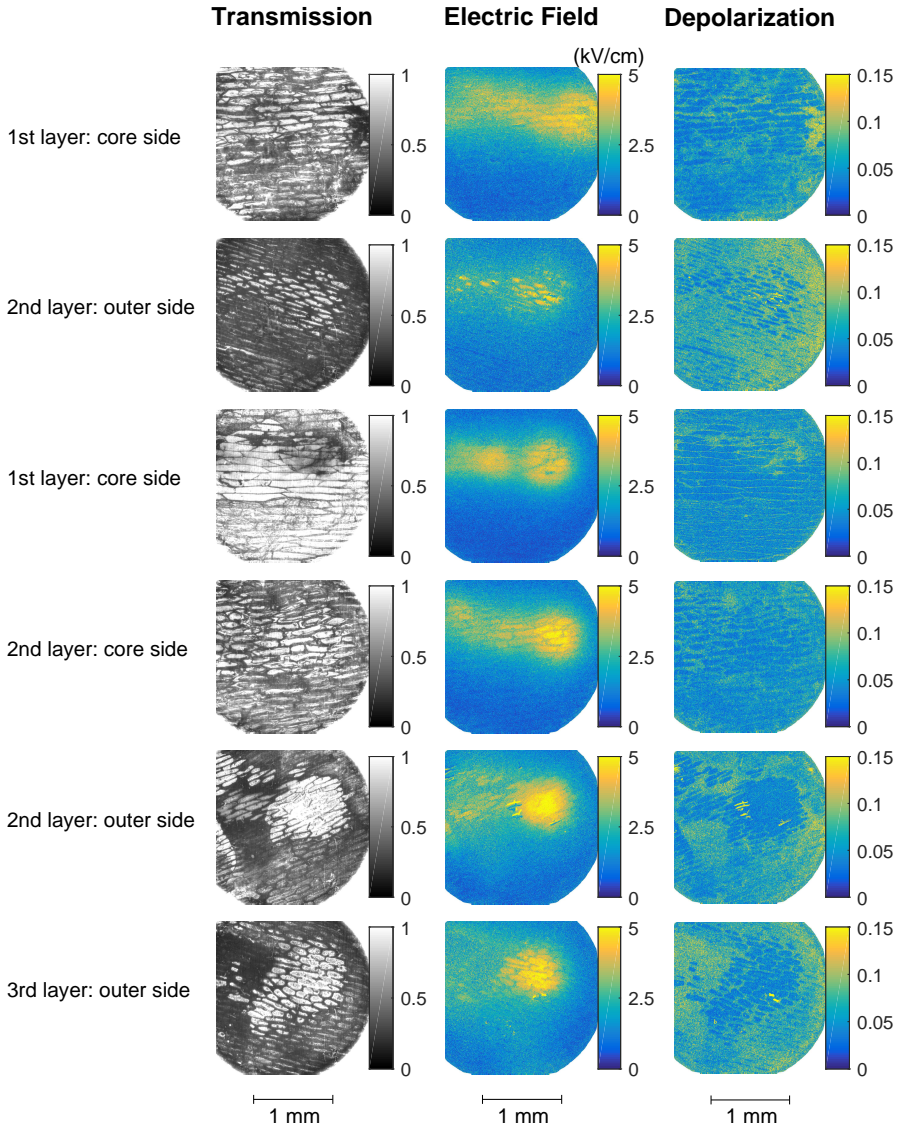 Transmission Electric Field Depolarization
(kV/cm)
1st layer: core side 1 0.5 0 5 2.5 0 0.15 0.1 0.05 0
2nd layer: outer side 1 0.5 0 5 2.5 0 0.15 0.1 0.05 0
1st layer: core side 1 0.5 0 5 2.5 0 0.15 0.1 0.05 0
2nd layer: core side 1 0.5 0 5 2.5 0 0.15 0.1 0.05 0
2nd layer: outer side 1 0.5 0 5 2.5 0 0.15 0.1 0.05 0
3rd layer: outer side 1 0.5 0 5 2.5 0 0.15 0.1 0.05 0
1 mm 1 mm 1 mm